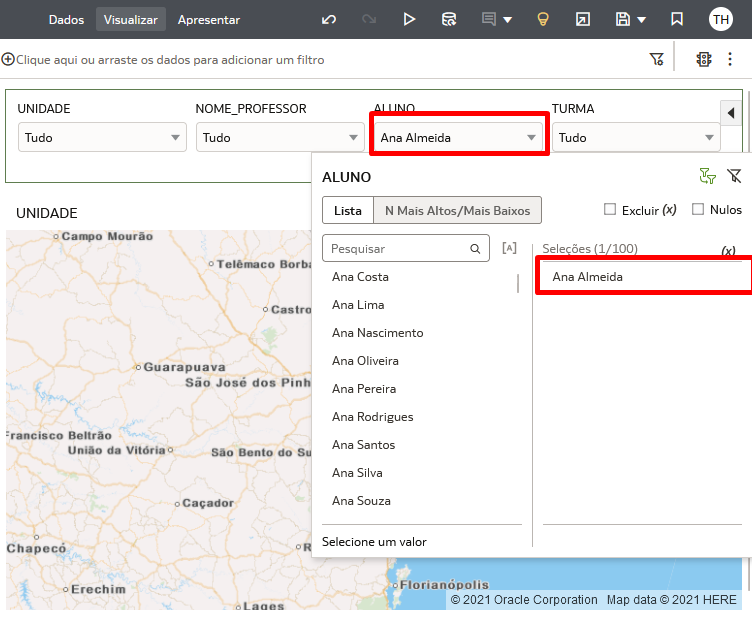 Dados Visualizar Apresentar TH
Clique aqui ou arraste os dados para adicionar um filtro
UNIDADE NOME_PROFESSOR ALUNO TURMA
Tudo Tudo Ana Almeida Tudo
ALUNO
Lista N Mais Altos/Mais Baixos Excluir (x) Nulos
Pesquisar [A] Seleções (1/100) (x)
Ana Almeida
Ana Costa
Ana Lima
Ana Nascimento
Ana Oliveira
Ana Pereira
Ana Rodrigues
Ana Santos
Ana Silva
Ana Souza
Selecione um valor
UNIDADE
Campo Mourão
Telêmaco Borba
Castro
Guarapuava
São José dos Pinh
Francisco Beltrão
União da Vitória
São Bento do Su
Caçador
Chapecó
R
Erechim
Florianópolis
Lages
© 2021 Oracle Corporation Map data © 2021 HERE